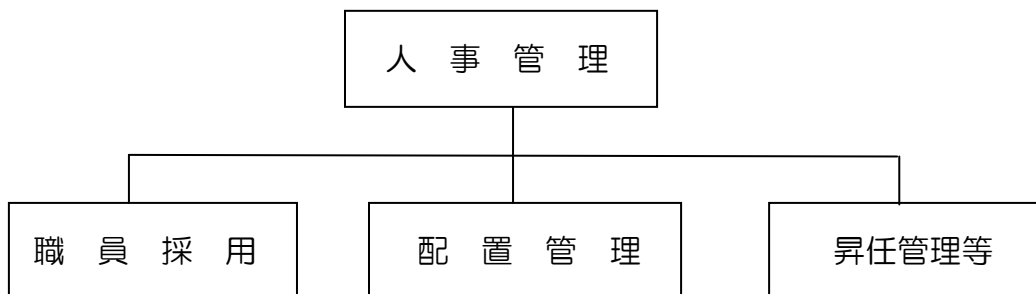 人事管理
職員採用
配置管理
昇任管理等